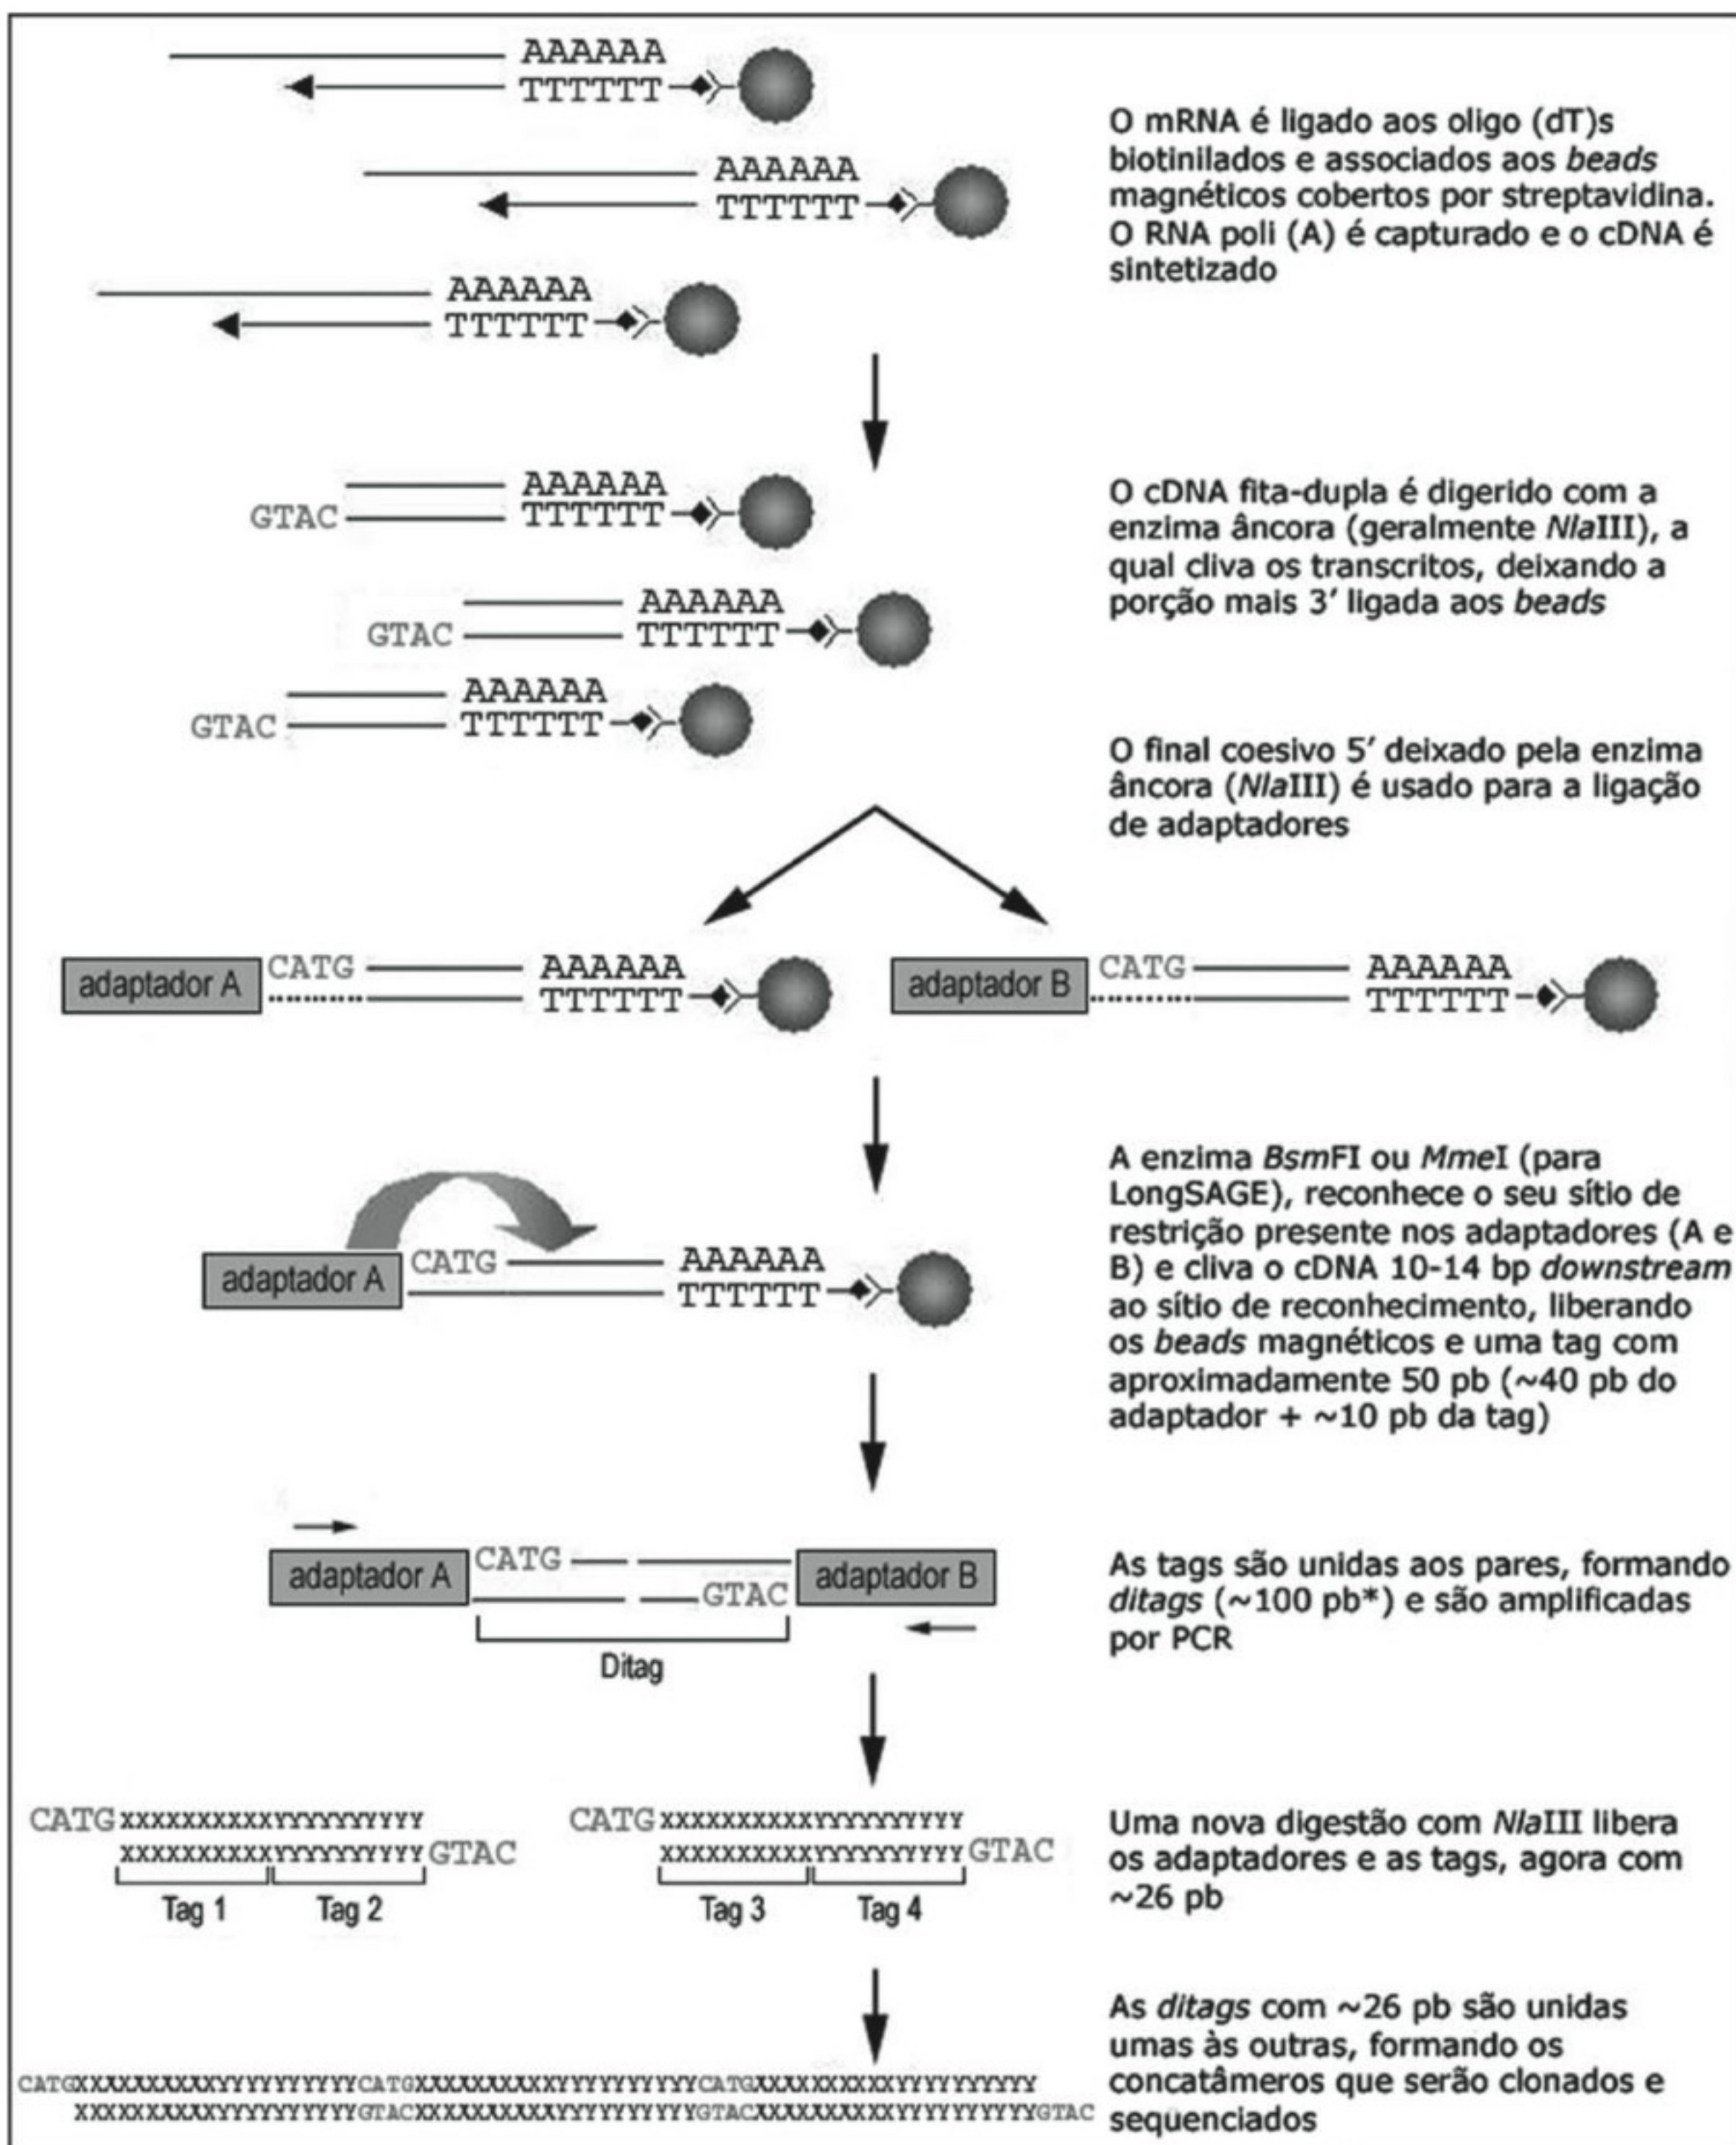 AAAAAA
TTTTTT
AAAAAA
TTTTTT
AAAAAA
TTTTTT
O mRNA é ligado aos oligo (dT)s
biotinilados e associados aos beads
magnéticos cobertos por streptavidina.
O RNA poli (A) é capturado e o cDNA é
sintetizado
AAAAAA
GTAC TTTTTT
AAAAAA
GTAC TTTTTT
AAAAAA
GTAC TTTTTT
O cDNA fita-dupla é digerido com a
enzima âncora (geralmente NlaIII), a
qual cliva os transcritos, deixando a
porção mais 3′ ligada aos beads
O final coesivo 5′ deixado pela enzima
âncora (NlaIII) é usado para a ligação
de adaptadores
adaptador A CATG AAAAAA
TTTTTT
adaptador B CATG AAAAAA
TTTTTT
adaptador A CATG AAAAAA
TTTTTT
A enzima BsmFI ou MmeI (para
LongSAGE), reconhece o seu sítio de
restrição presente nos adaptadores (A e
B) e cliva o cDNA 10-14 bp downstream
ao sítio de reconhecimento, liberando
os beads magnéticos e uma tag com
aproximadamente 50 pb (~40 pb do
adaptador + ~10 pb da tag)
adaptador A CATG GTAC adaptador B
Ditag
As tags são unidas aos pares, formando
ditags (~100 pb*) e são amplificadas
por PCR
CATGXXXXXXXXXXYYYYYYYYYY
XXXXXXXXXXYYYYYYYYYYGTAC
Tag 1 Tag 2
CATGXXXXXXXXXXYYYYYYYYYY
XXXXXXXXXXYYYYYYYYYYGTAC
Tag 3 Tag 4
Uma nova digestão com NlaIII libera
os adaptadores e as tags, agora com
~26 pb
CATGXXXXXXXXXXYYYYYYYYYYCATGXXXXXXXXXXYYYYYYYYYYCATGXXXXXXXXXXYYYYYYYYYY
XXXXXXXXXXYYYYYYYYYYGTACXXXXXXXXXXYYYYYYYYYYGTACXXXXXXXXXXYYYYYYYYYYGTAC
As ditags com ~26 pb são unidas
umas às outras, formando os
concatâmeros que serão clonados e
seqüenciados